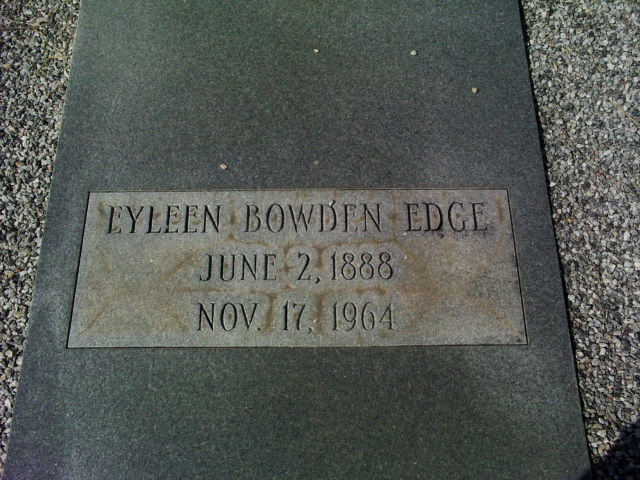 EYLEEN BOWDEN EDGE
JUNE 2, 1888
NOV. 17, 1964